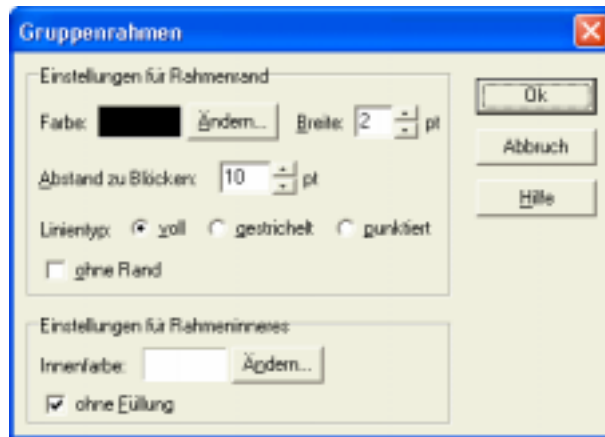 Gruppenrahmen
Einstellungen für Rahmenrand
Farbe: Ändern... Breite: 2 pt
Abstand zu Blöcken: 10 pt
Linientyp: voll gestrichelt punktiert
ohne Rand
Einstellungen für Rahmeninneres
Innenfarbe: Ändern...
ohne Füllung
Ok
Abbruch
Hilfe